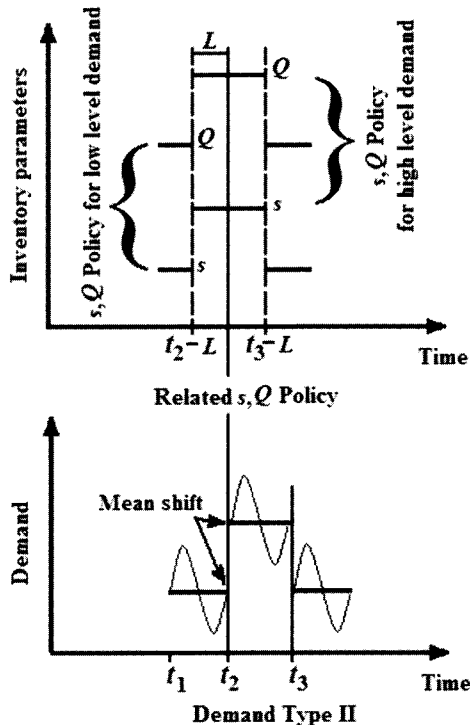 L
Q
Q
s
s
Inventory parameters
s,Q Policy for low level demand
s,Q Policy
for high level demand
t2-L
t3-L
Time
Related s,Q Policy
Mean shift
Demand
t1
t2
t3
Time
Demand Type II